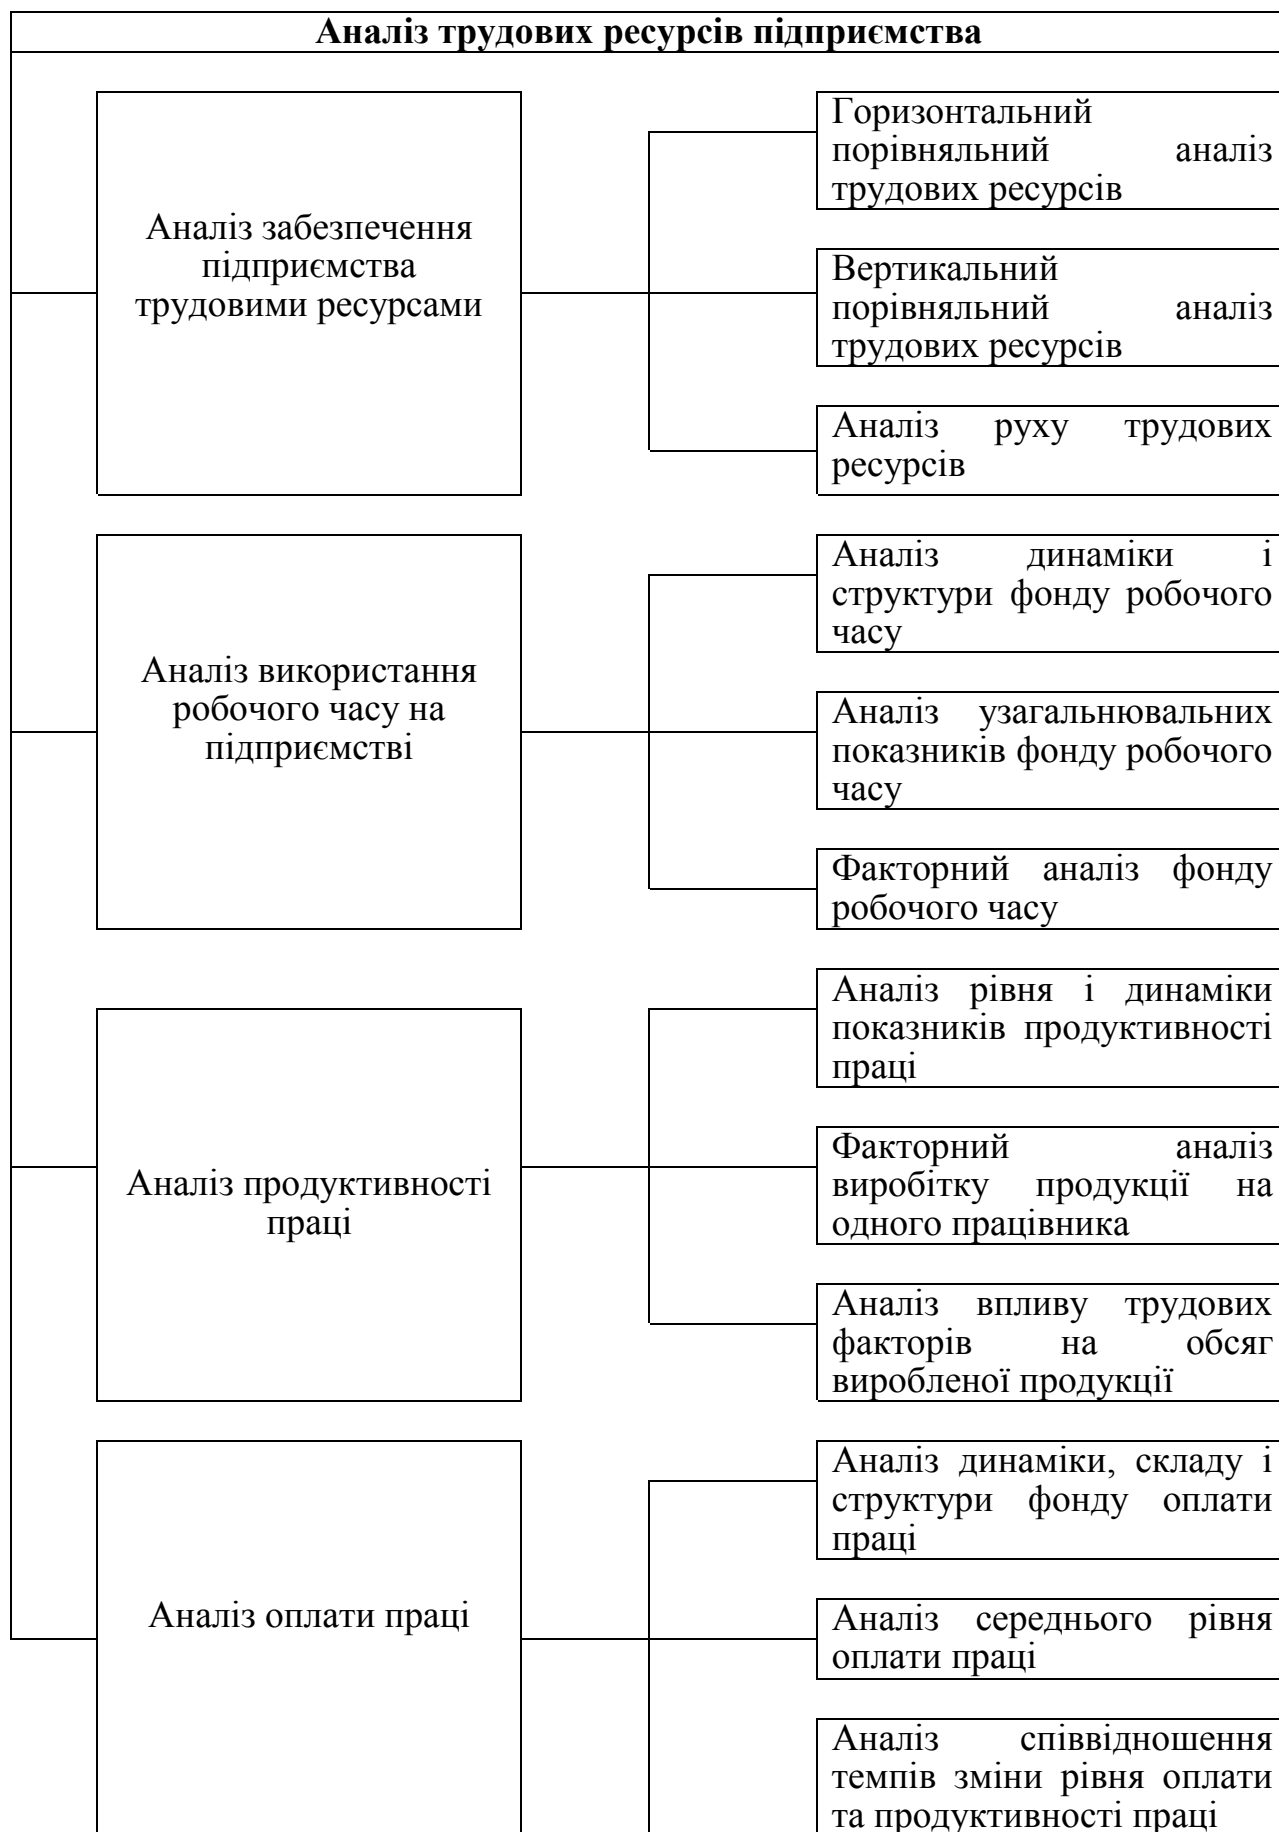 Аналіз трудових ресурсів підприємства
Аналіз забезпечення
підприємства
трудовими ресурсами
Горизонтальний
порівняльний аналіз
трудових ресурсів
Вертикальний
порівняльний аналіз
трудових ресурсів
Аналіз руху трудових
ресурсів
Аналіз використання
робочого часу на
підприємстві
Аналіз динаміки і
структури фонду робочого
часу
Аналіз узагальнювальних
показників фонду робочого
часу
Факторний аналіз фонду
робочого часу
Аналіз продуктивності
праці
Аналіз рівня і динаміки
показників продуктивності
праці
Факторний аналіз
виробітку продукції на
одного працівника
Аналіз впливу трудових
факторів на обсяг
виробленої продукції
Аналіз оплати праці
Аналіз динаміки, складу і
структури фонду оплати
праці
Аналіз середнього рівня
оплати праці
Аналіз співвідношення
темпів зміни рівня оплати
та продуктивності праці